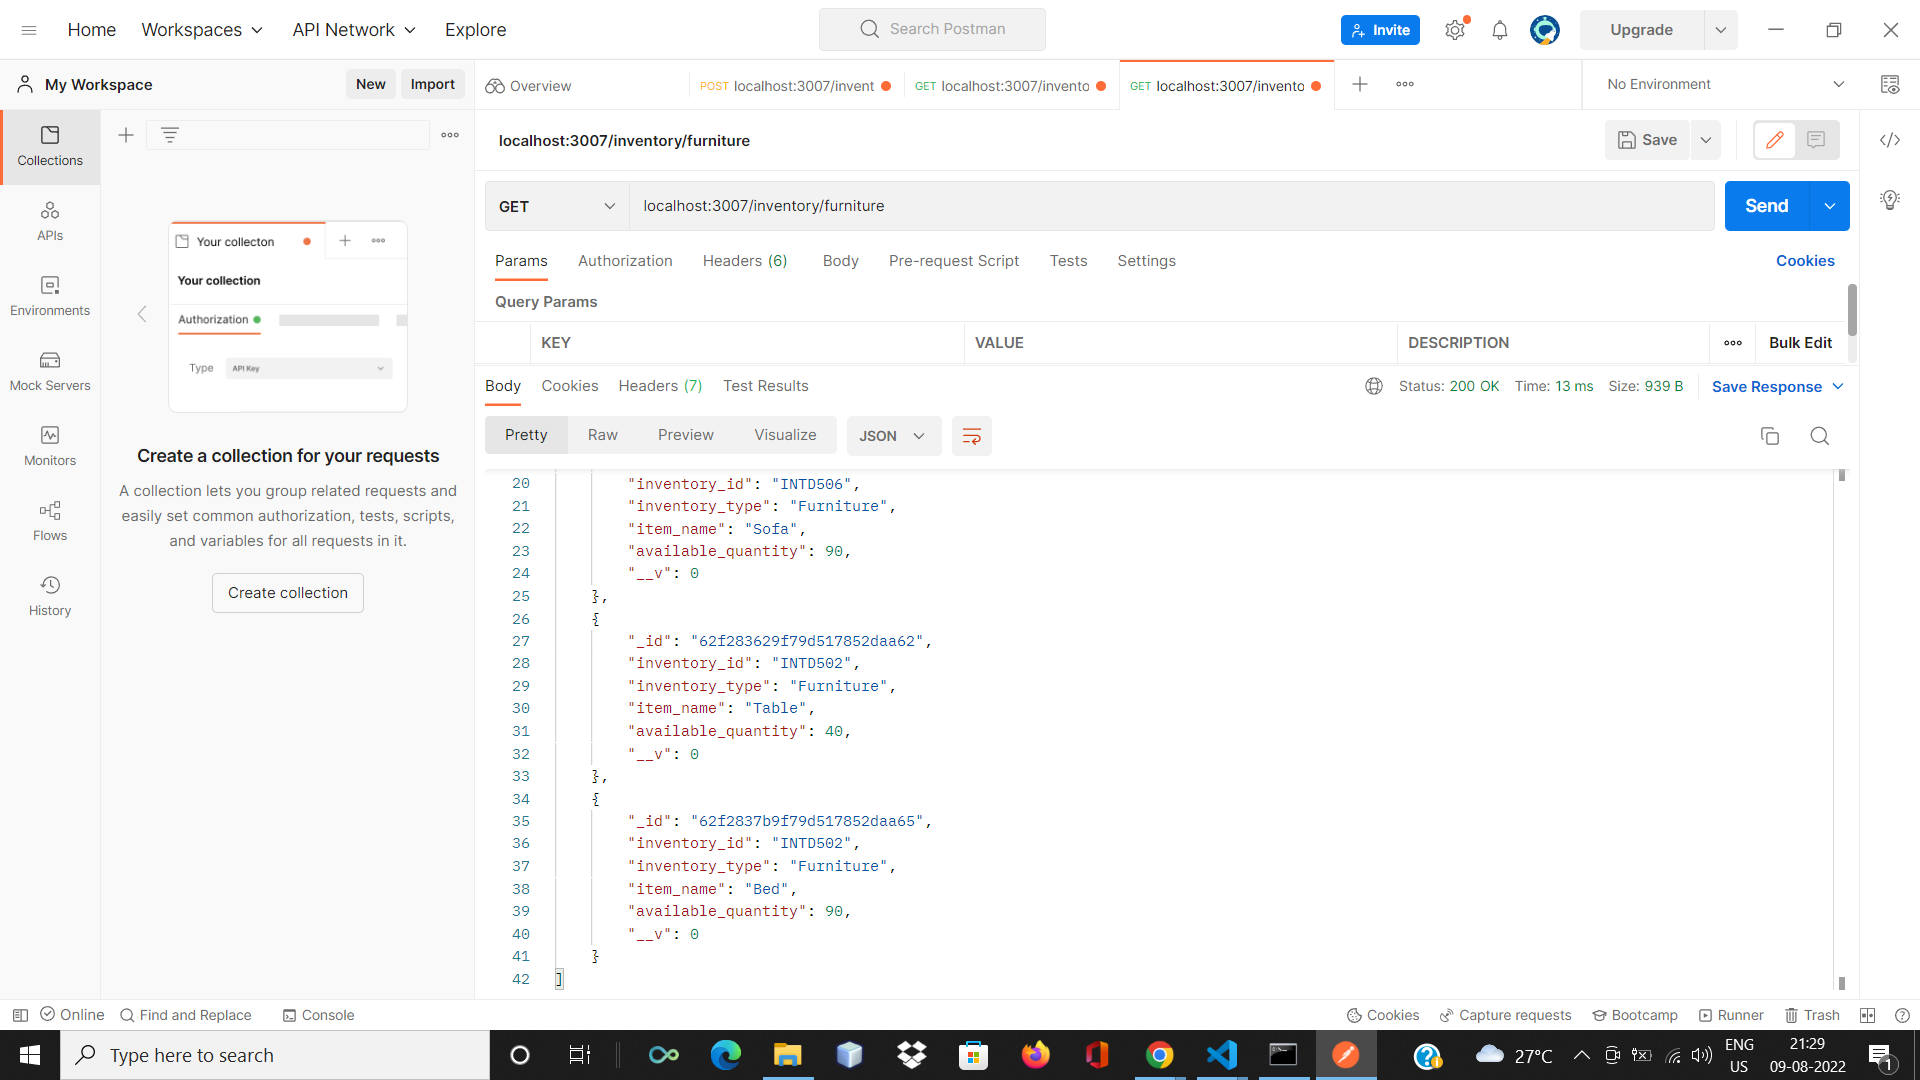 Home Workspaces API Network Explore Search Postman Invite Upgrade
My Workspace New Import Overview POST localhost:3007/invent GET localhost:3007/invento GET localhost:3007/invento No Environment
Collections
APIs
Environments
Mock Servers
Monitors
Flows
History
Your collecton
Your collection
Authorization
Type API Key
Create a collection for your requests
A collection lets you group related requests and
easily set common authorization, tests, scripts,
and variables for all requests in it.
Create collection
localhost:3007/inventory/furniture Save
GET localhost:3007/inventory/furniture Send
Params Authorization Headers (6) Body Pre-request Script Tests Settings Cookies
Query Params
KEY VALUE DESCRIPTION Bulk Edit
Body Cookies Headers (7) Test Results Status: 200 OK Time: 13 ms Size: 939 B Save Response
Pretty Raw Preview Visualize JSON
20 "inventory_id": "INTD506",
21 "inventory_type": "Furniture",
22 "item_name": "Sofa",
23 "available_quantity": 90,
24 "__v": 0
25 },
26 {
27 "_id": "62f283629f79d517852daa62",
28 "inventory_id": "INTD502",
29 "inventory_type": "Furniture",
30 "item_name": "Table",
31 "available_quantity": 40,
32 "__v": 0
33 },
34 {
35 "_id": "62f2837b9f79d517852daa65",
36 "inventory_id": "INTD502",
37 "inventory_type": "Furniture",
38 "item_name": "Bed",
39 "available_quantity": 90,
40 "__v": 0
41 }
42 ]
Online Find and Replace Console Cookies Capture requests Bootcamp Runner Trash
Type here to search 27°C ENG US 21:29 09-08-2022 1